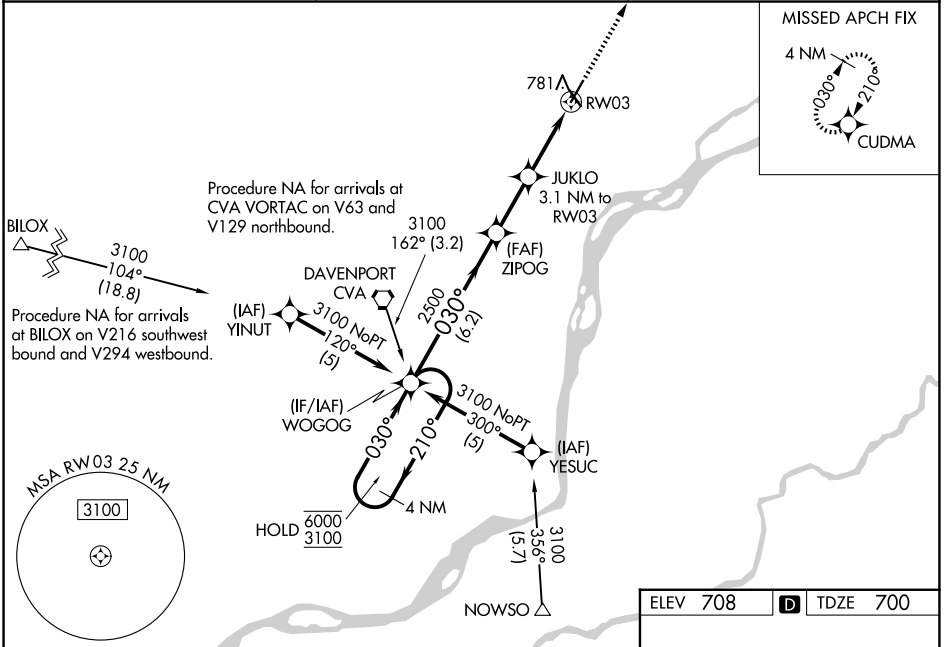 MISSED APCH FIX
4 NM
030°
210°
CUDMA
781
RW03
JUKLO
3.1 NM to
RW03
(FAF)
ZIPOG
Procedure NA for arrivals at
CVA VORTAC on V63 and
V129 northbound.
3100
162° (3.2)
BILOX
3100
104°
(18.8)
Procedure NA for arrivals
at BILOX on V216 southwest
bound and V294 westbound.
DAVENPORT
CVA
(IAF)
YINUT
3100 NoPT
120°
(5)
2500
030°
(6.2)
(IF/IAF)
WOGOG
3100 NoPT
300°
(5)
(IAF)
YESUC
030°
210°
4 NM
HOLD 6000
3100
3100
356°
(5.7)
NOWSO
MSA RW03 25 NM
3100
ELEV 708 D TDZE 700